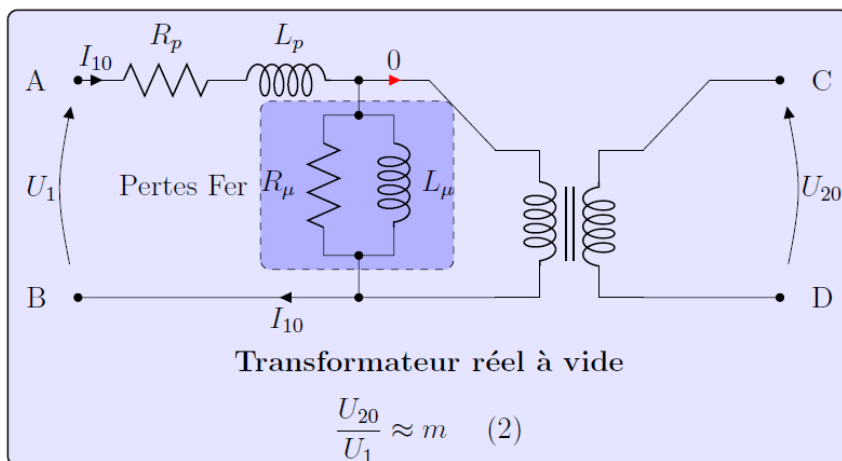 I10 Rp Lp 0
A C
U1 Pertes Fer Rμ Lμ U20
B D
I10
Transformateur réel à vide
U20/U1 ≈ m (2)